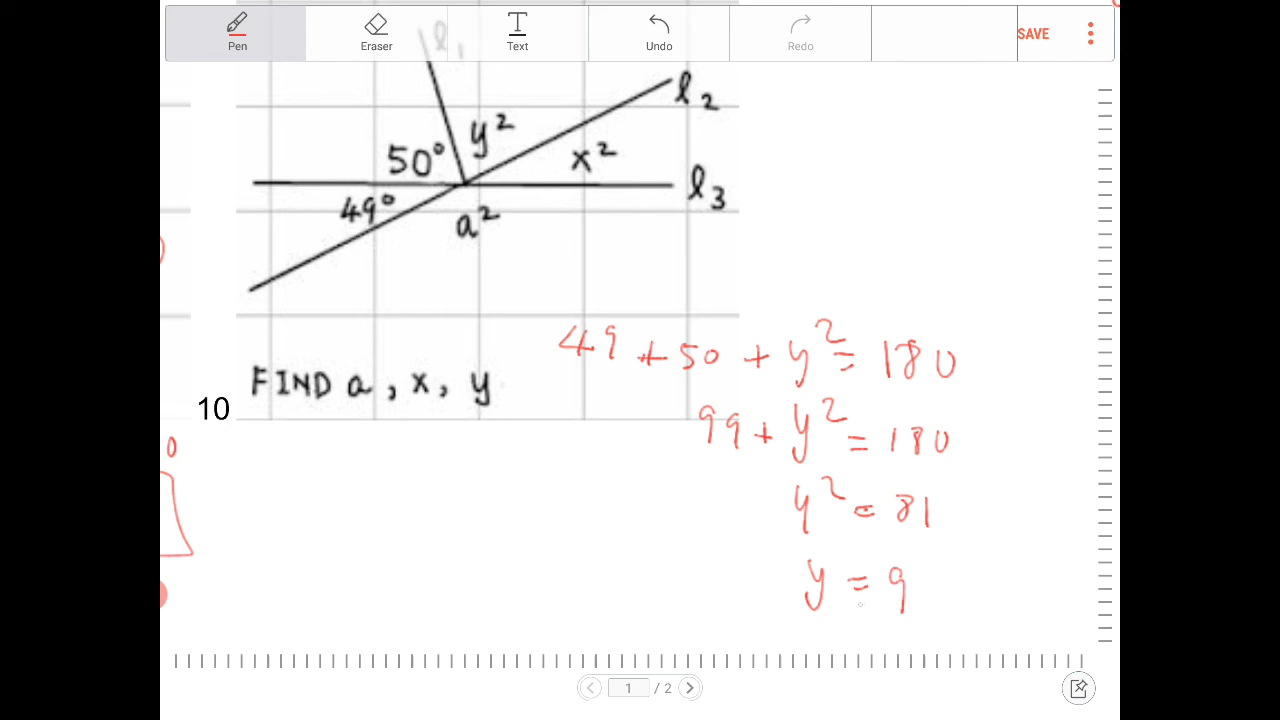 Pen
Eraser
Text
Undo
Redo
SAVE
l1
l2
y²
50°
x²
l3
49°
a²
49 + 50 + y² = 180
FIND a, x, y
10
99 + y² = 180
0
y² = 81
y = 9
1 / 2